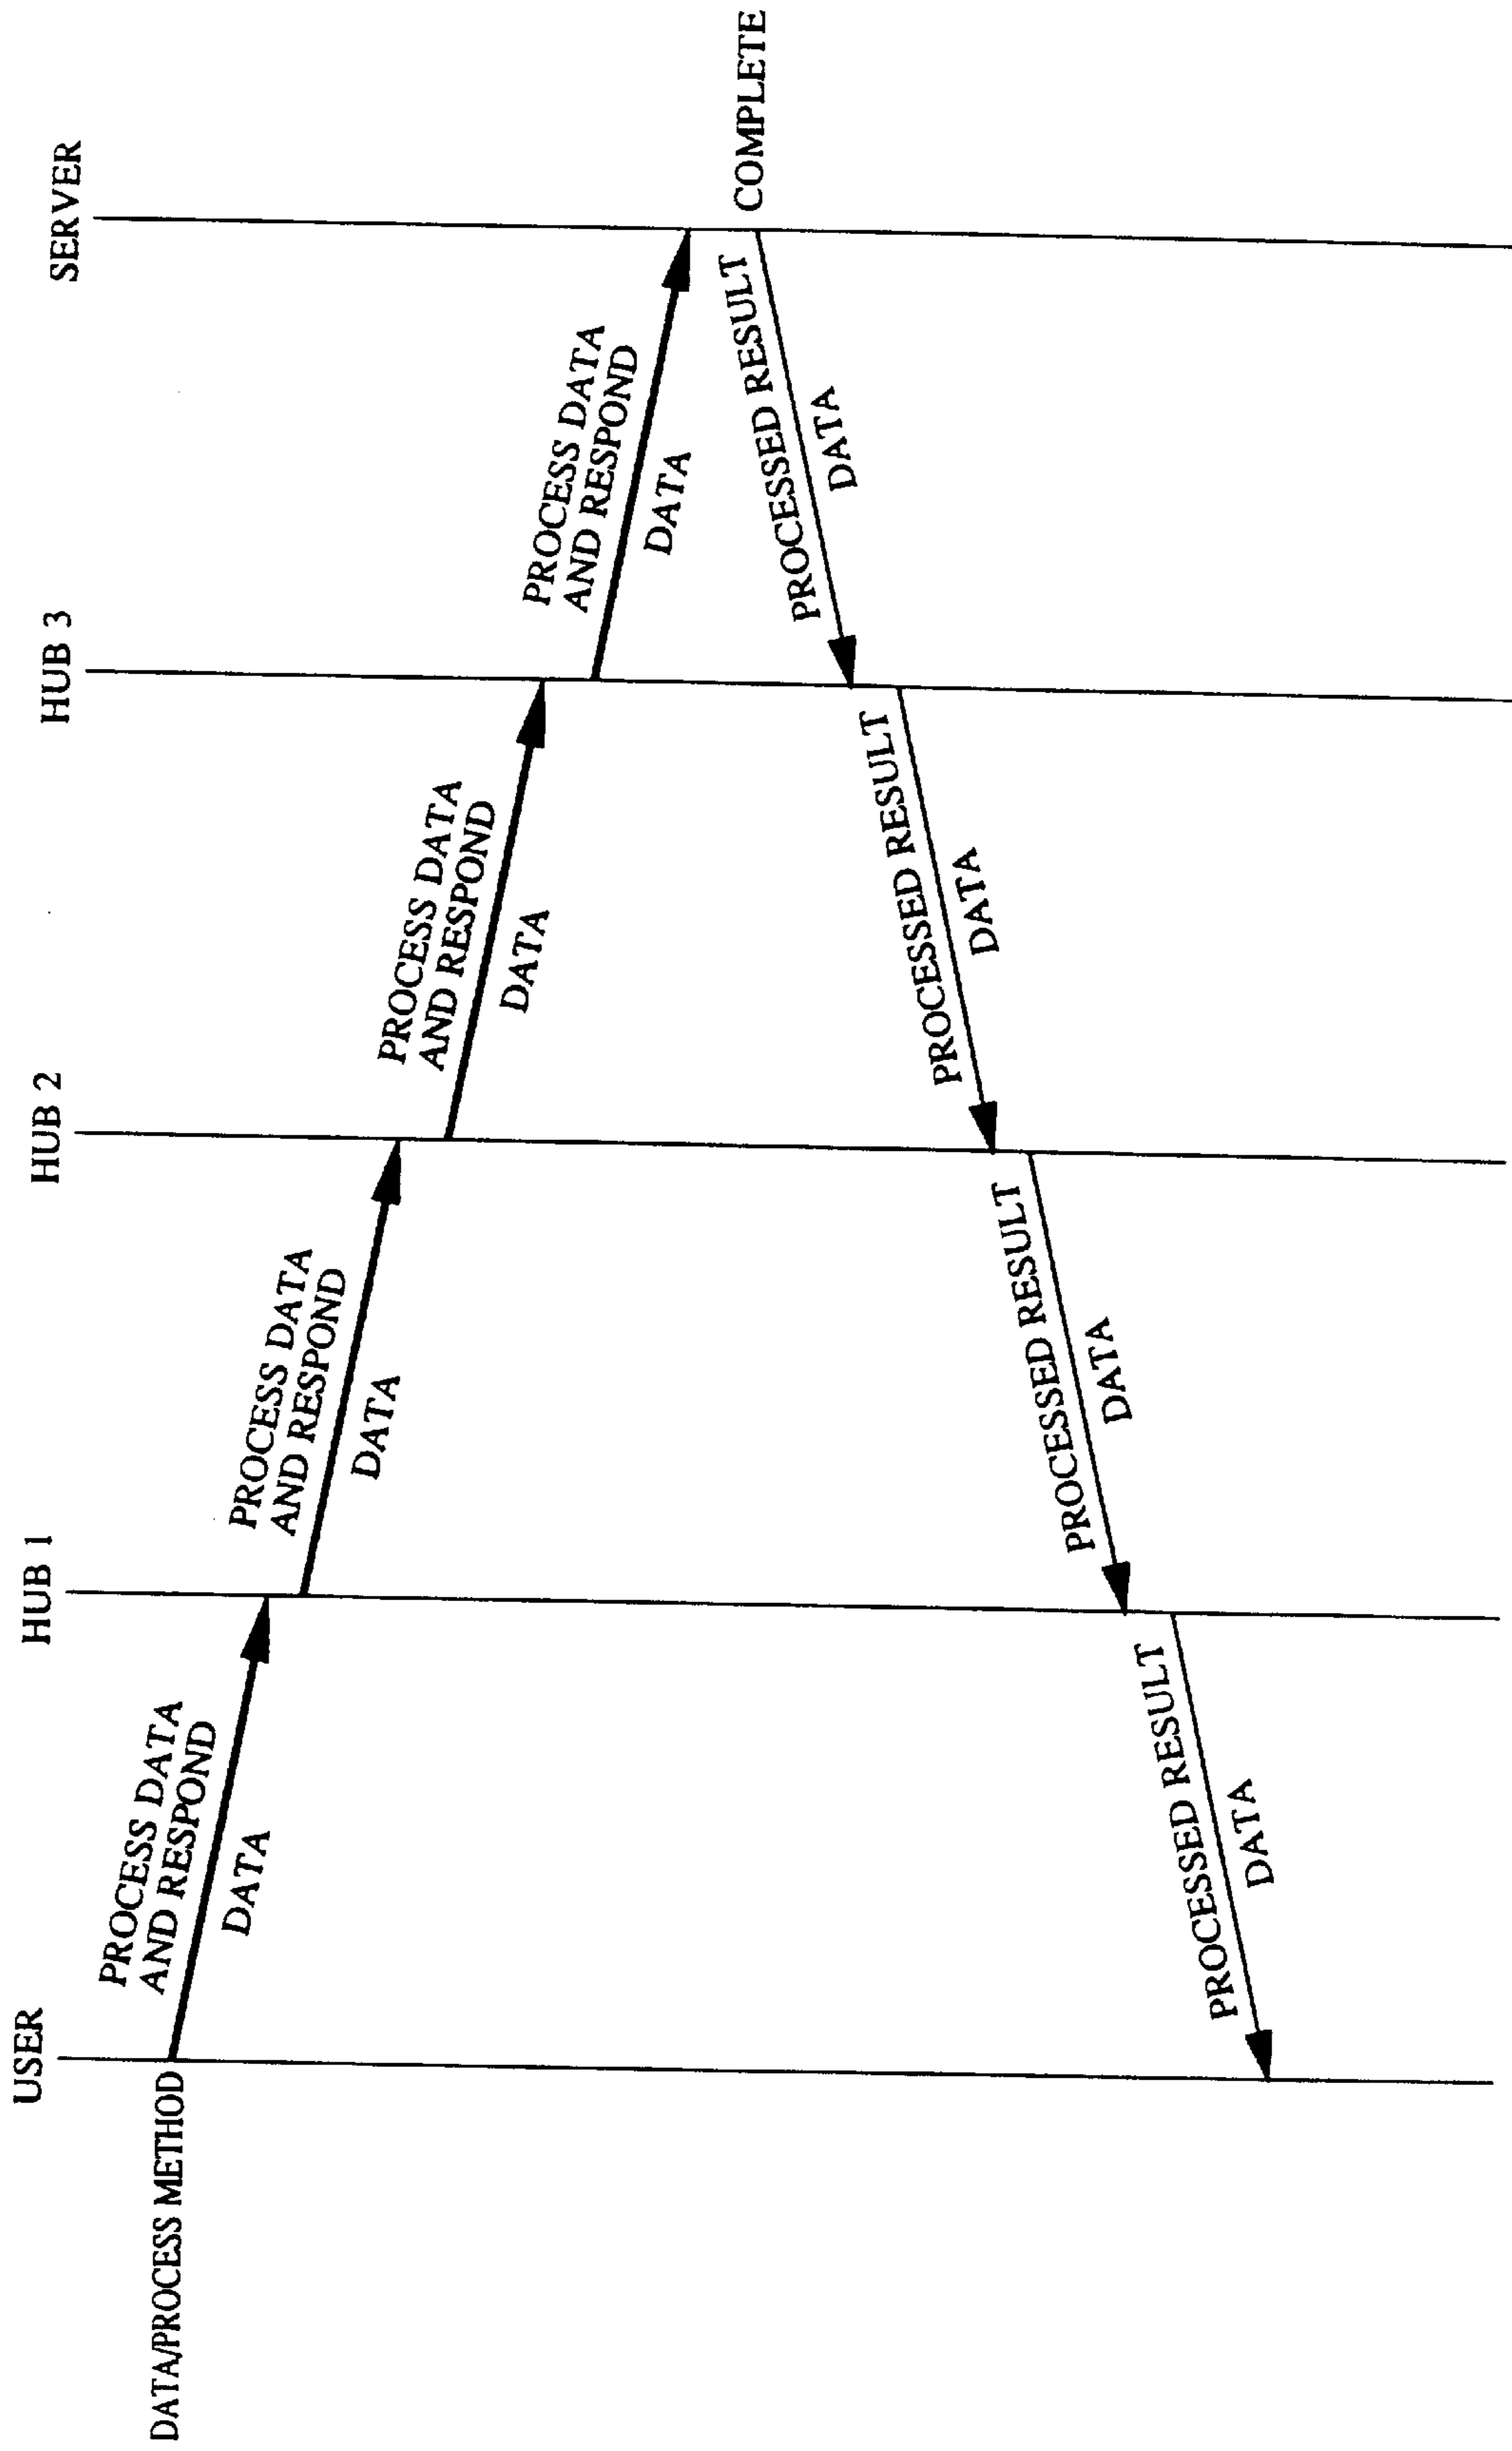 USER
HUB 1
HUB 2
HUB 3
SERVER
DATA/PROCESS METHOD
PROCESS DATA
AND RESPOND
DATA
PROCESS DATA
AND RESPOND
DATA
PROCESS DATA
AND RESPOND
DATA
PROCESS DATA
AND RESPOND
DATA
COMPLETE
PROCESSED RESULT
DATA
PROCESSED RESULT
DATA
PROCESSED RESULT
DATA
PROCESSED RESULT
DATA